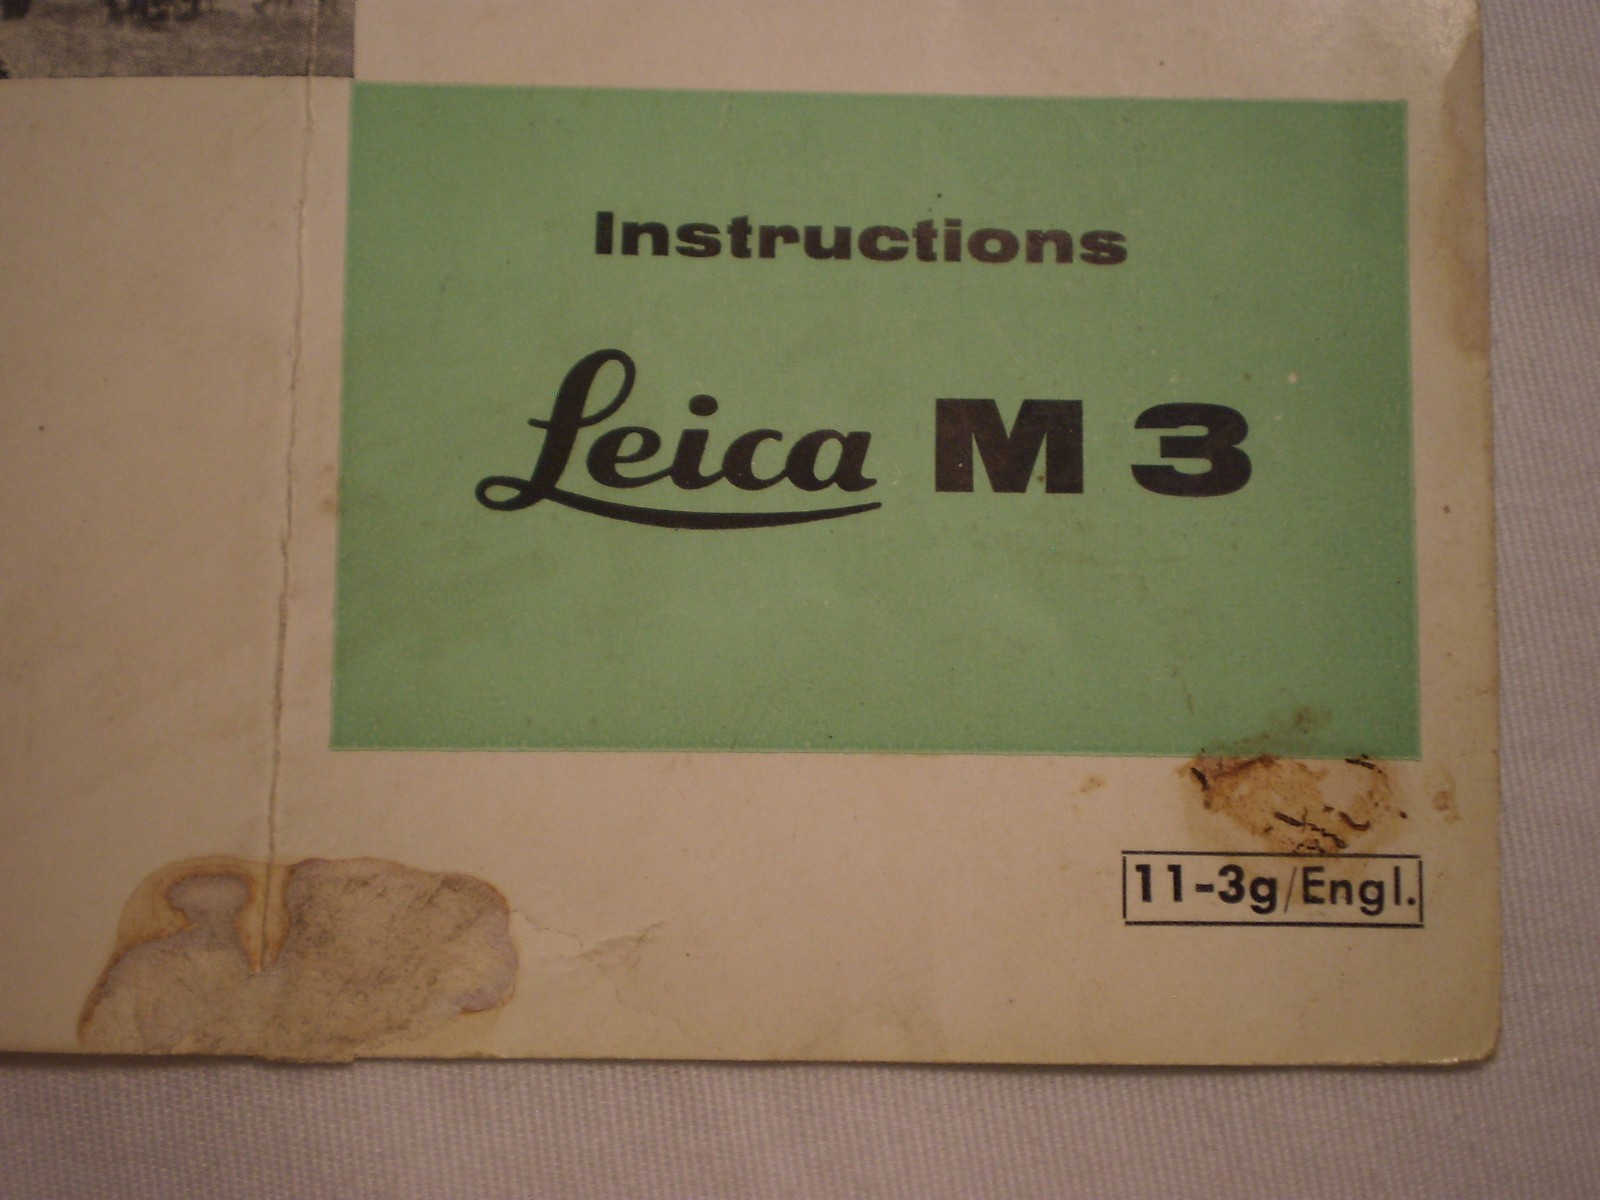 Instructions
Leica M 3
11-3g/Engl.